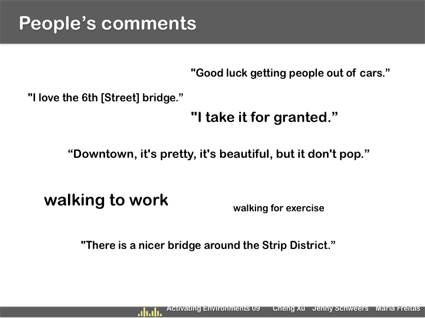 People’s comments
"Good luck getting people out of cars.”
"I love the 6th [Street] bridge.”
"I take it for granted.”
“Downtown, it's pretty, it's beautiful, but it don't pop.”
walking to work
walking for exercise
"There is a nicer bridge around the Strip District.”
Activating Environments 09 Cheng Xu Jenny Schweers Maria Freitas